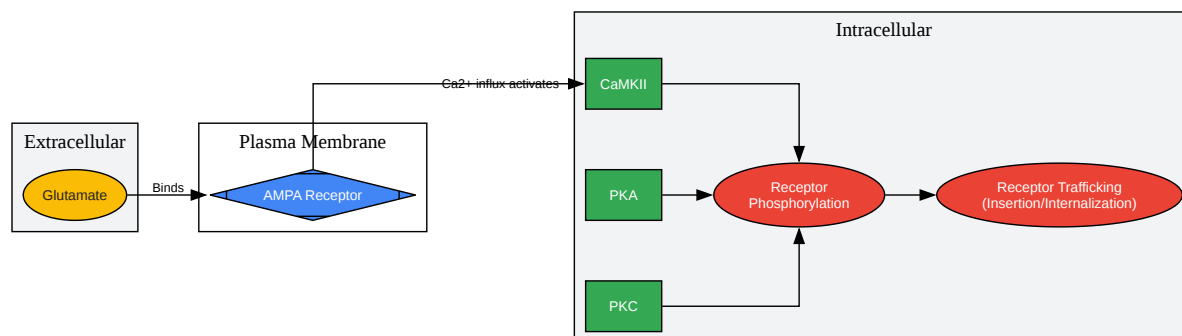 Intracellular
CaMKII
Ca2+ influx activates
Extracellular
Plasma Membrane
Glutamate
Binds
AMPA Receptor
PKA
Receptor
Phosphorylation
Receptor Trafficking
(Insertion/Internalization)
PKC